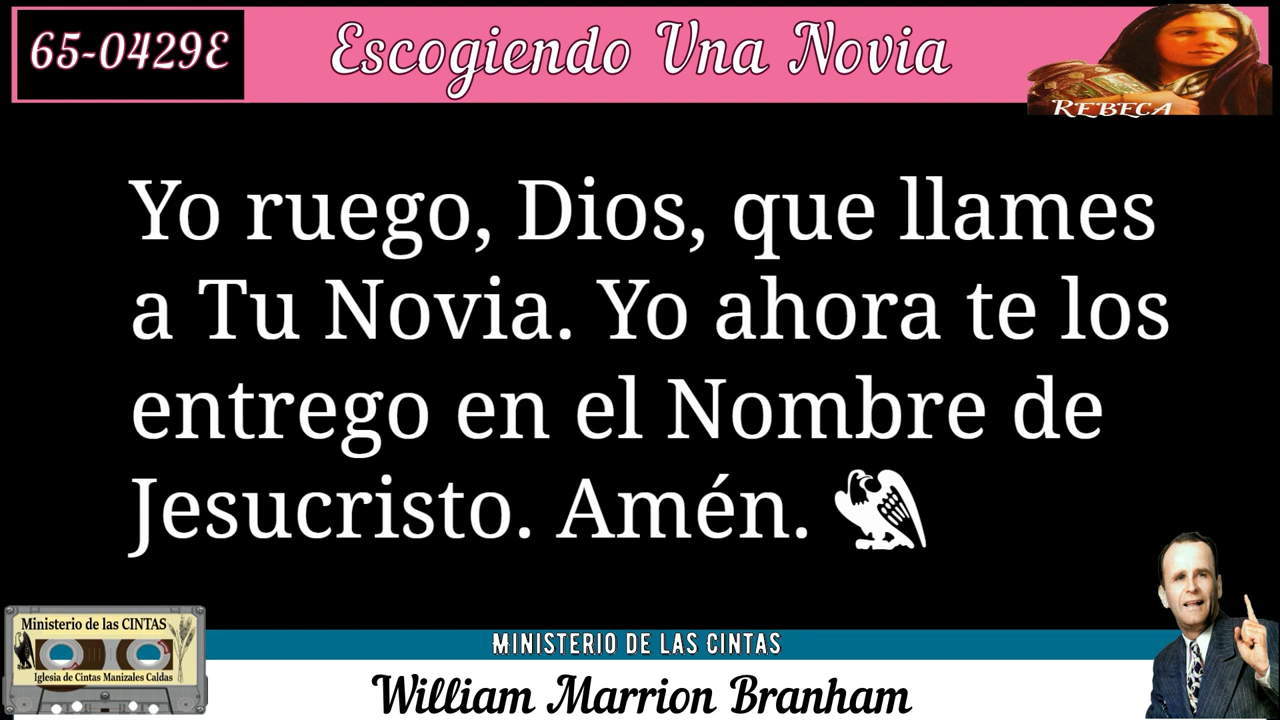 65-0429E
Escogiendo Una Novia
REBECA
Yo ruego, Dios, que llames
a Tu Novia. Yo ahora te los
entrego en el Nombre de
Jesucristo. Amén.
Ministerio de las CINTAS
Iglesia de Cintas Manizales Caldas
MINISTERIO DE LAS CINTAS
William Marrion Branham